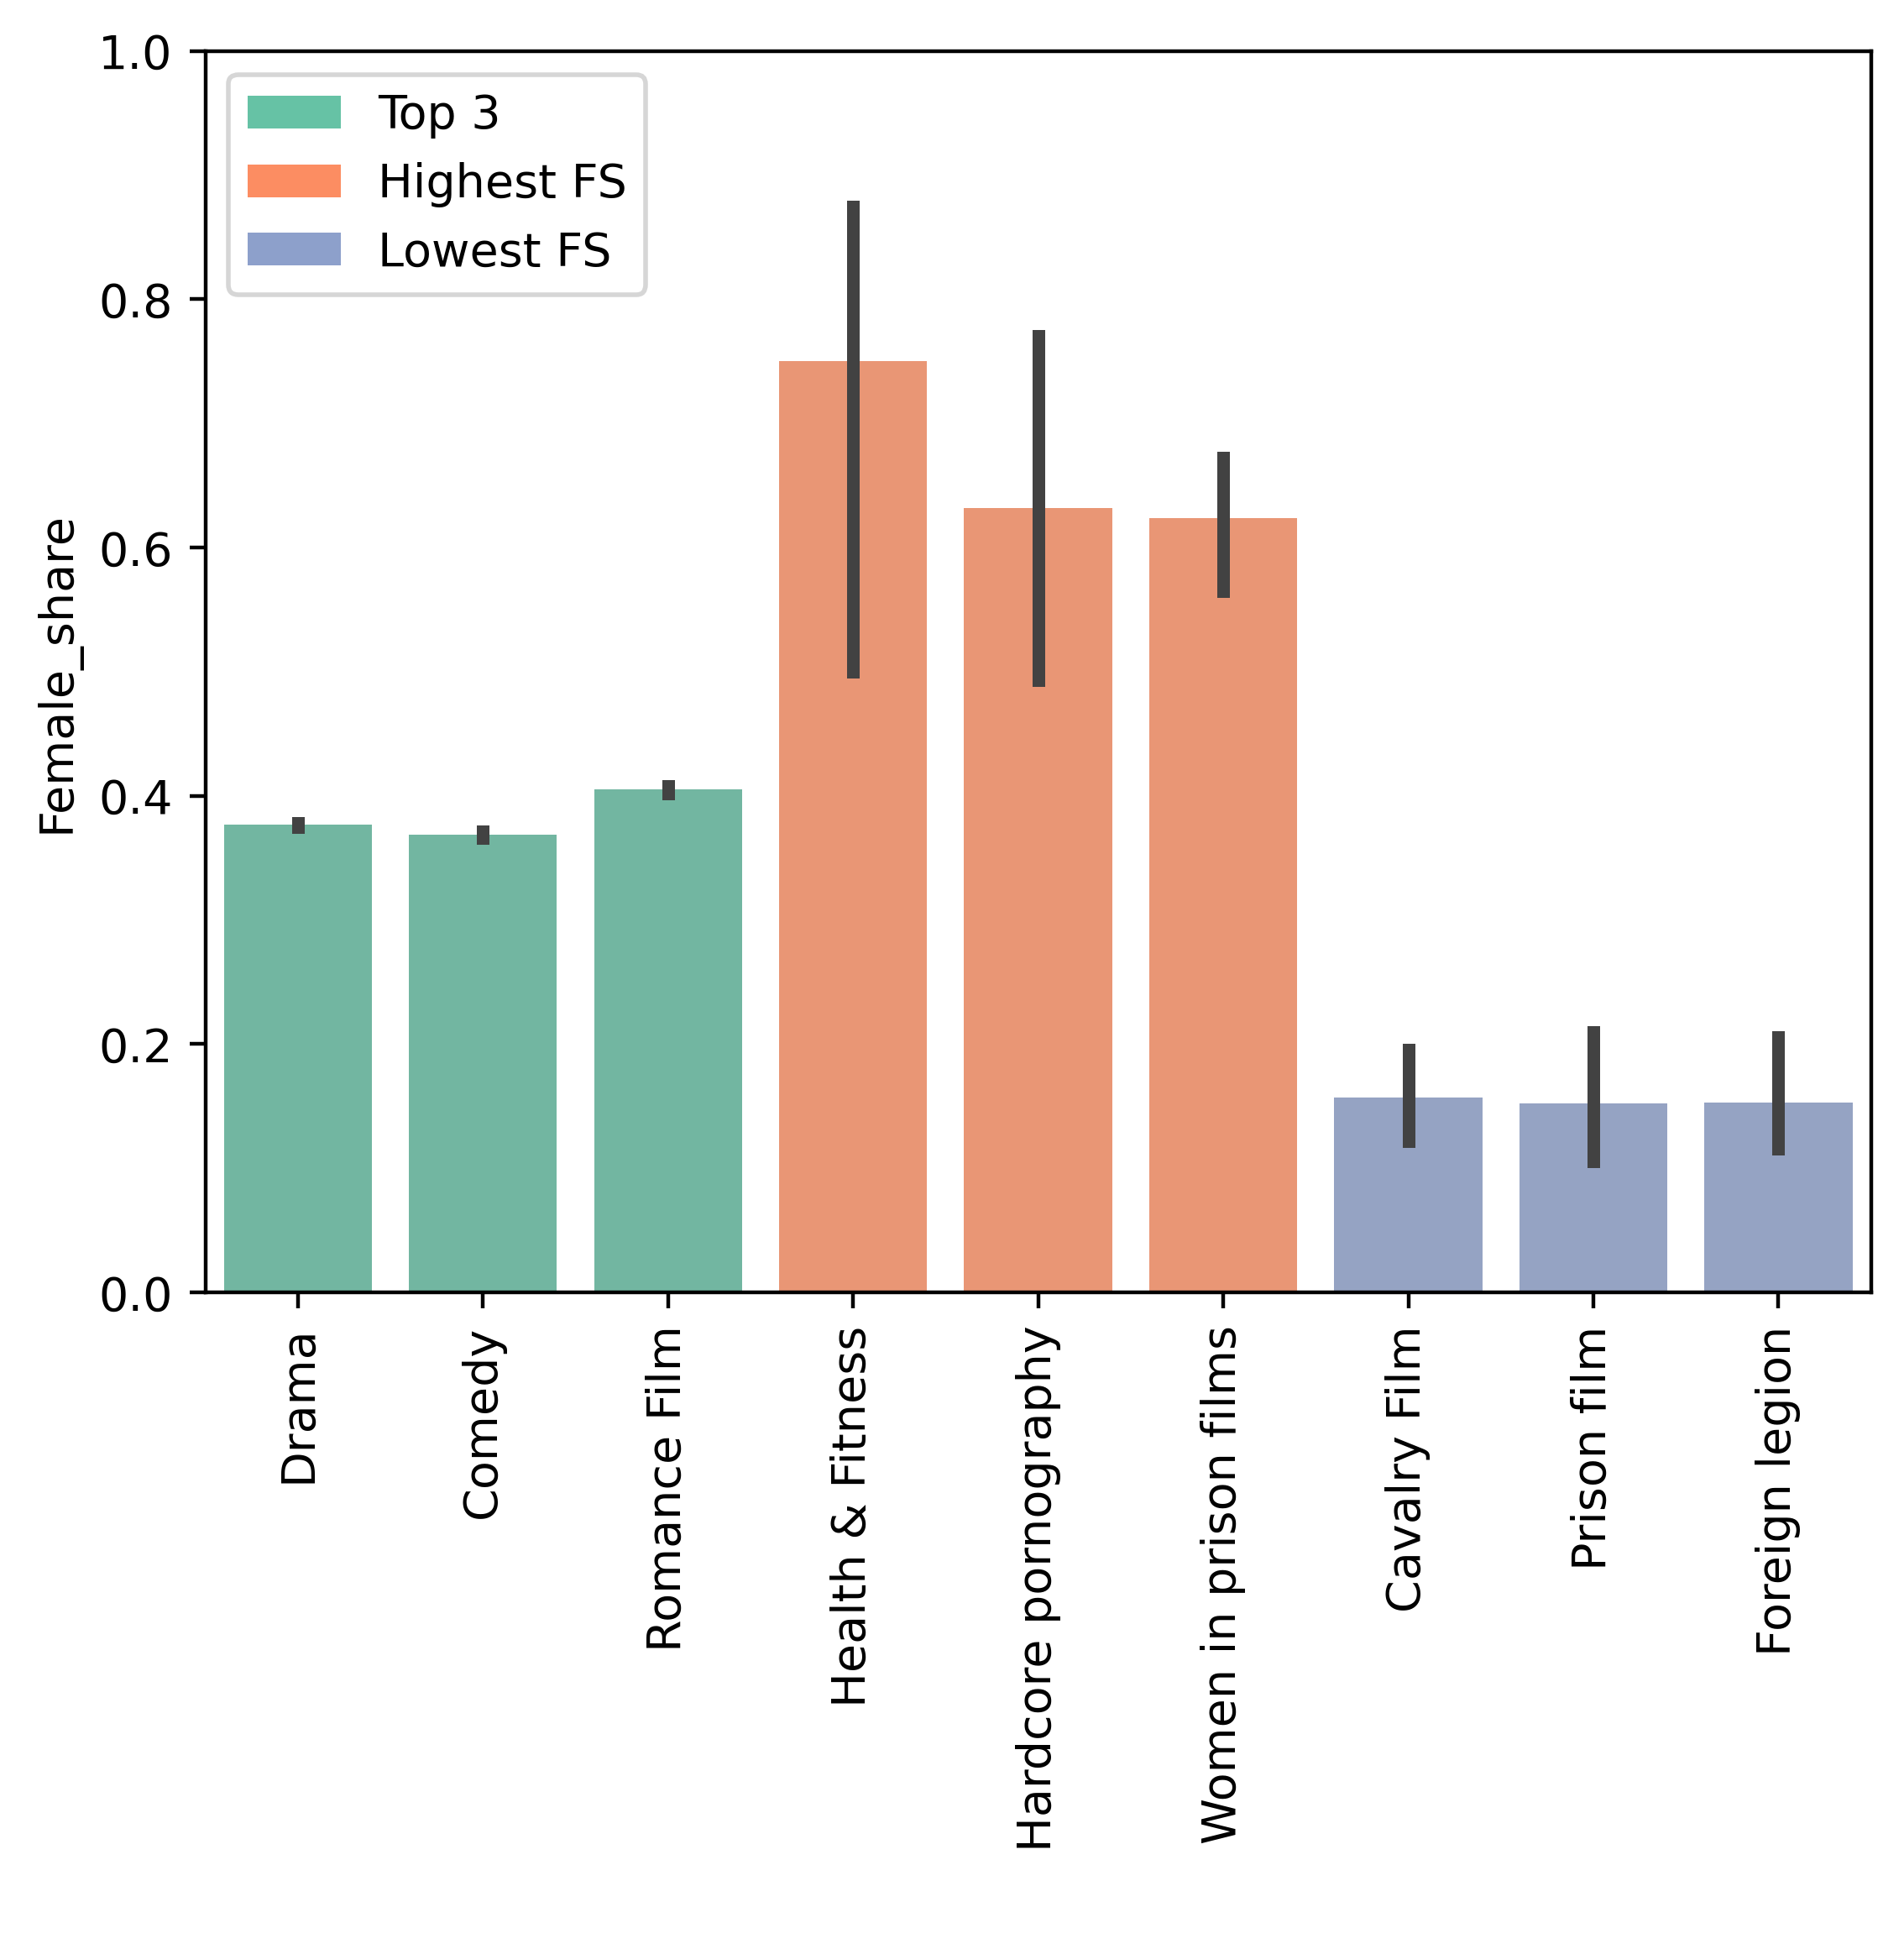 Top 3
Highest FS
Lowest FS
1.0
0.8
0.6
0.4
0.2
0.0
Female_share
Drama
Comedy
Romance Film
Health & Fitness
Hardcore pornography
Women in prison films
Cavalry Film
Prison film
Foreign legion